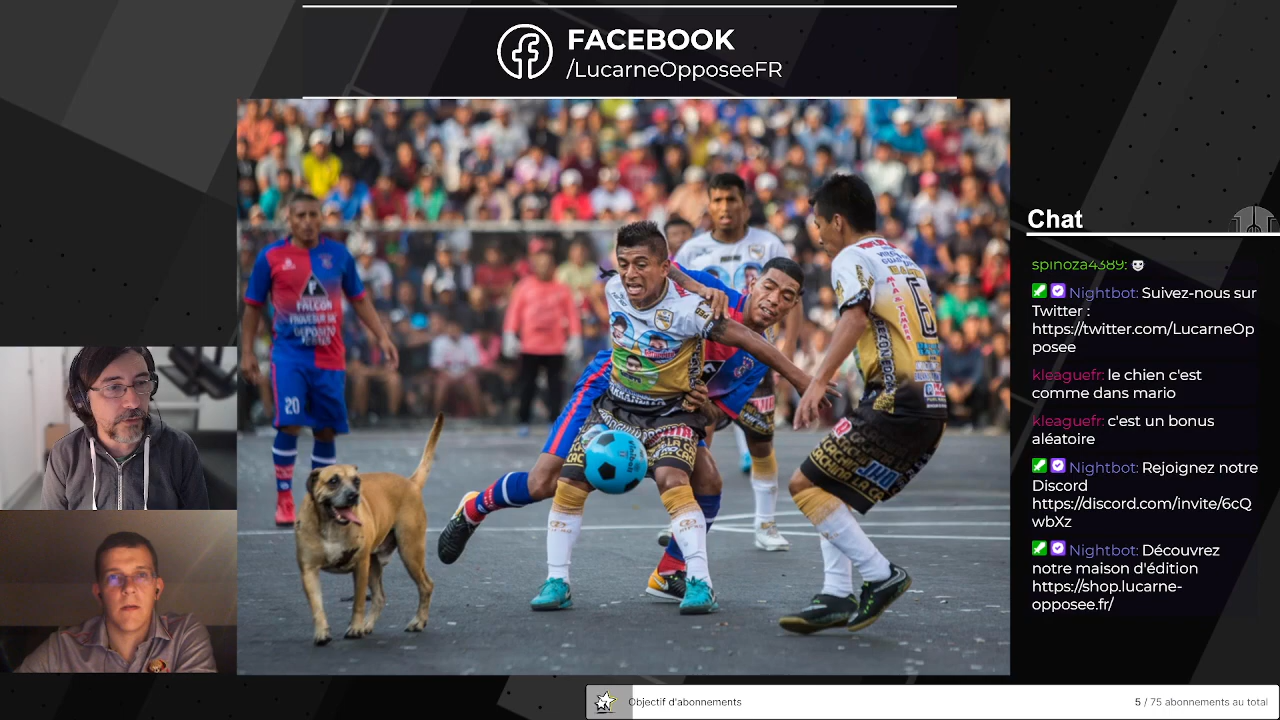 FACEBOOK
/LucarneOpposeeFR
FALCON
20
Chat
spinoza4389:
Nightbot: Suivez-nous sur
Twitter :
https://twitter.com/LucarneOp
posee
kleaguefr: le chien c'est
comme dans mario
kleaguefr: c'est un bonus
aléatoire
Nightbot: Rejoignez notre
Discord
https://discord.com/invite/6cQ
wbXz
Nightbot: Découvrez
notre maison d'édition
https://shop.lucarne-
opposee.fr/
Objectif d'abonnements
5 / 75 abonnements au total